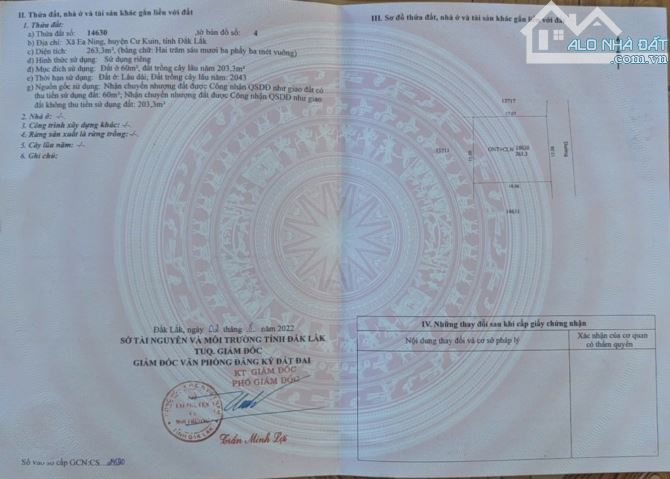 II. Thửa đất, nhà ở và tài sản khác gắn liền với đất
1. Thửa đất:
a) Thửa đất số: 14630 tờ bản đồ số: 4
b) Địa chỉ: Xã Ea Ning, huyện Cư Kuin, tỉnh Đắk Lắk
c) Diện tích: 263,3m², (bằng chữ: Hai trăm sáu mươi ba phẩy ba mét vuông)
d) Hình thức sử dụng: Sử dụng riêng
đ) Mục đích sử dụng: Đất ở 60m², đất trồng cây lâu năm 203,3m²
e) Thời hạn sử dụng: Đất ở: Lâu dài; Đất trồng cây lâu năm: 2043
g) Nguồn gốc sử dụng: Nhận chuyển nhượng đất được Công nhận QSDĐ như giao đất có
thu tiền sử dụng đất: 60m²; Nhận chuyển nhượng đất được Công nhận QSDĐ như giao
đất không thu tiền sử dụng đất: 203,3m²
2. Nhà ở: -/-
3. Công trình xây dựng khác: -/-
4. Rừng sản xuất là rừng trồng: -/-
5. Cây lâu năm: -/-
6. Ghi chú:
Đắk Lắk, ngày tháng năm 2022
SỞ TÀI NGUYÊN VÀ MÔI TRƯỜNG TỈNH ĐẮK LẮK
TUQ. GIÁM ĐỐC
GIÁM ĐỐC VĂN PHÒNG ĐĂNG KÝ ĐẤT ĐAI
KT GIÁM ĐỐC
PHÓ GIÁM ĐỐC
Trần Minh Lợi
Số vào sổ cấp GCN:CS
III. Sơ đồ thửa đất, nhà ở và tài sản khác gắn liền với đất
ALO NHÀ ĐẤT
.COM.VN
ONT+CLN
263.3
Đường
IV. Những thay đổi sau khi cấp giấy chứng nhận
Nội dung thay đổi và cơ sở pháp lý
Xác nhận của cơ quan
có thẩm quyền